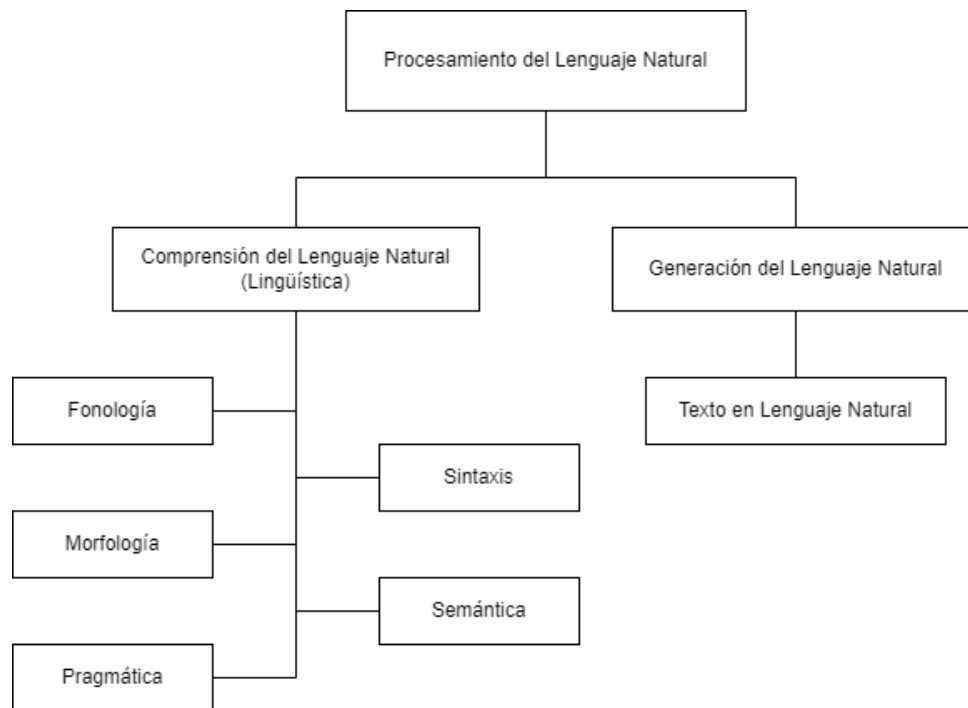 Procesamiento del Lenguaje Natural
Comprensión del Lenguaje Natural
(Lingüística)
Generación del Lenguaje Natural
Fonología
Texto en Lenguaje Natural
Sintaxis
Morfología
Semántica
Pragmática